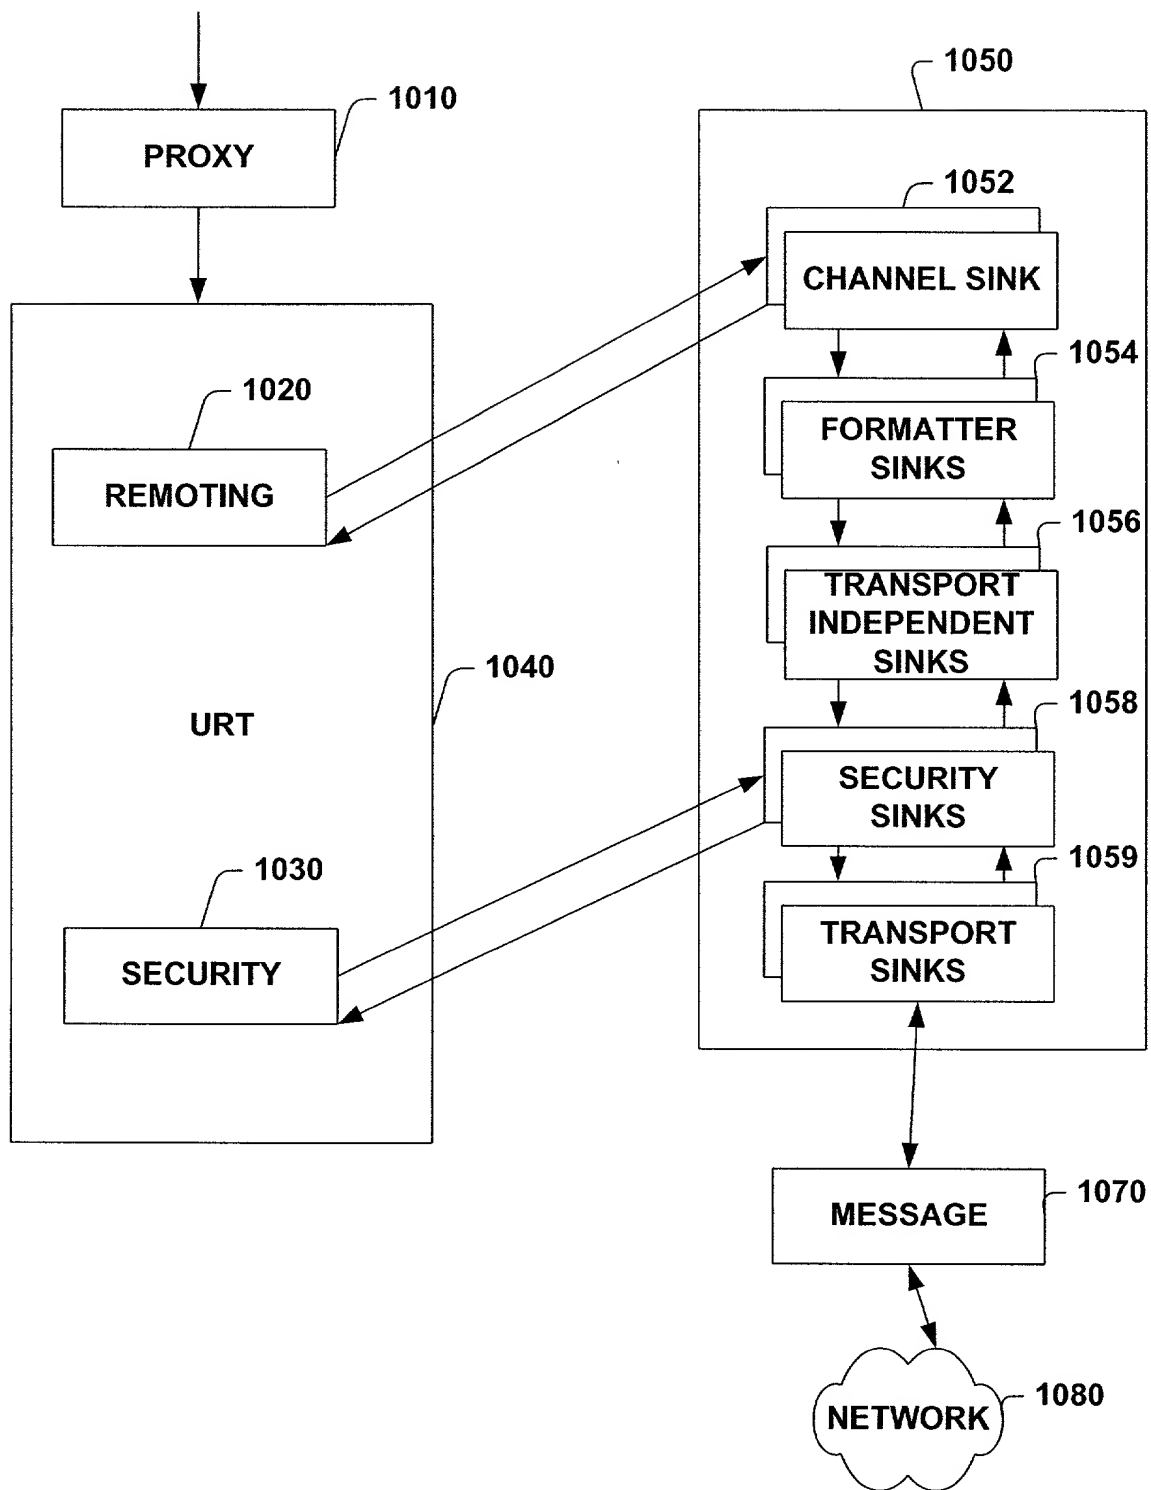 1010
PROXY
1020
REMOTING
1040
URT
1030
SECURITY
1050
1052
CHANNEL SINK
1054
FORMATTER
SINKS
1056
TRANSPORT
INDEPENDENT
SINKS
1058
SECURITY
SINKS
1059
TRANSPORT
SINKS
1070
MESSAGE
1080
NETWORK